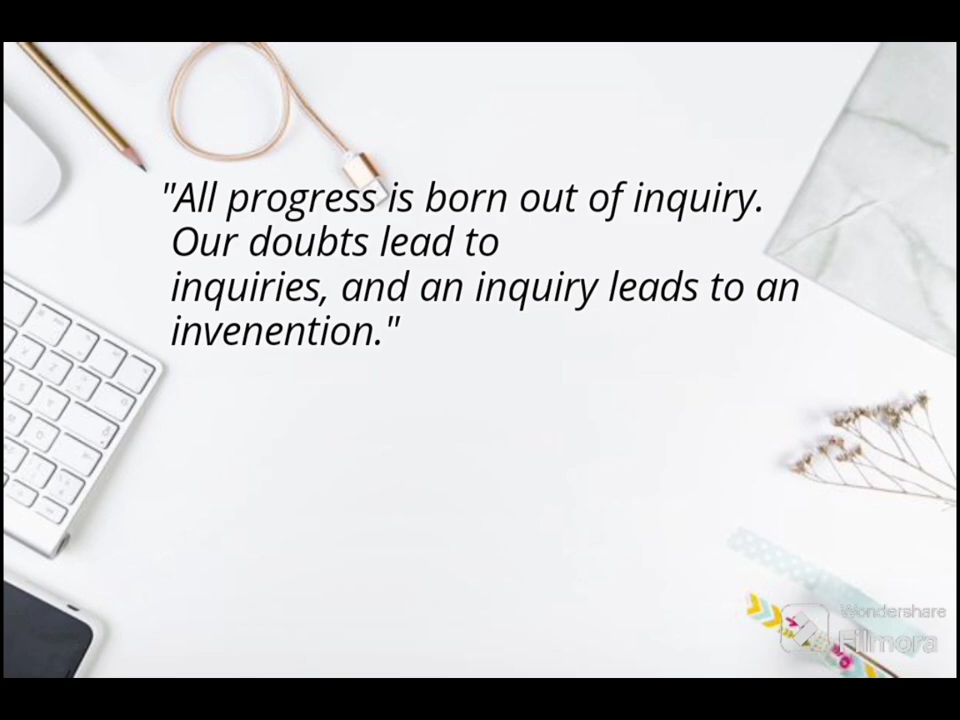 "All progress is born out of inquiry.
Our doubts lead to
inquiries, and an inquiry leads to an
invenention."
Wondershare
Filmora